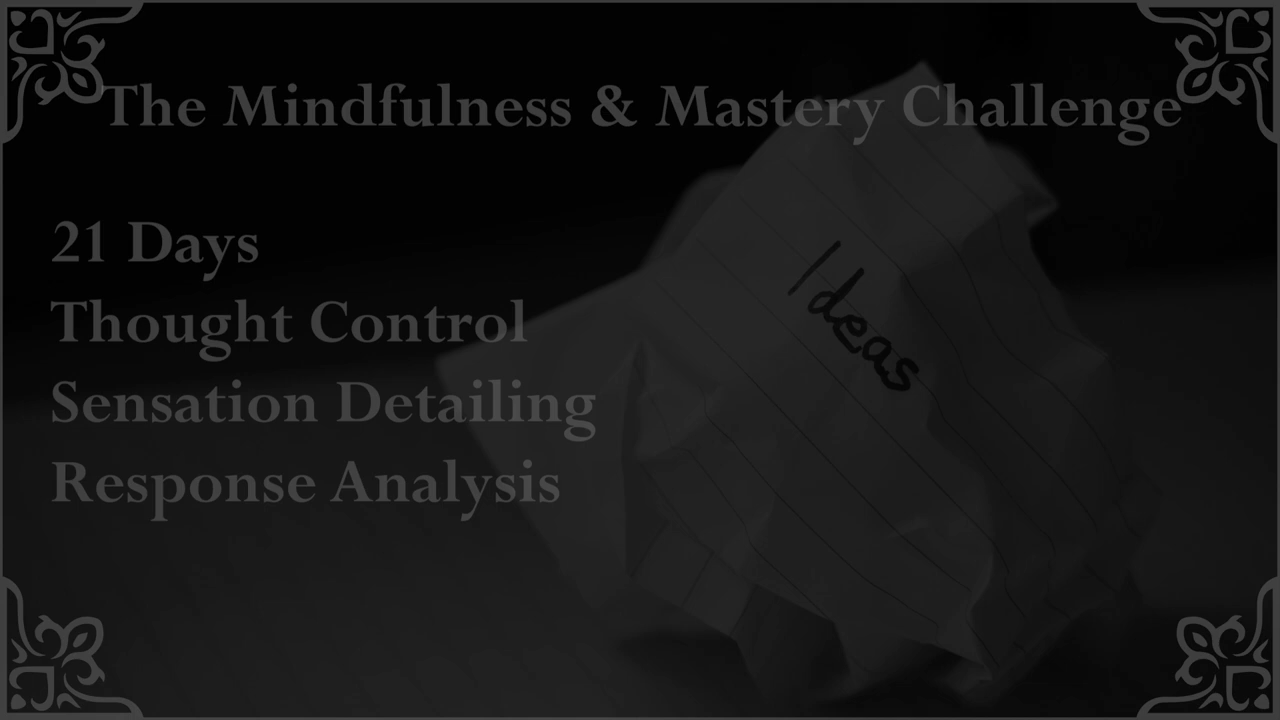 The Mindfulness & Mastery Challenge
21 Days
Thought Control
Sensation Detailing
Response Analysis
Ideas